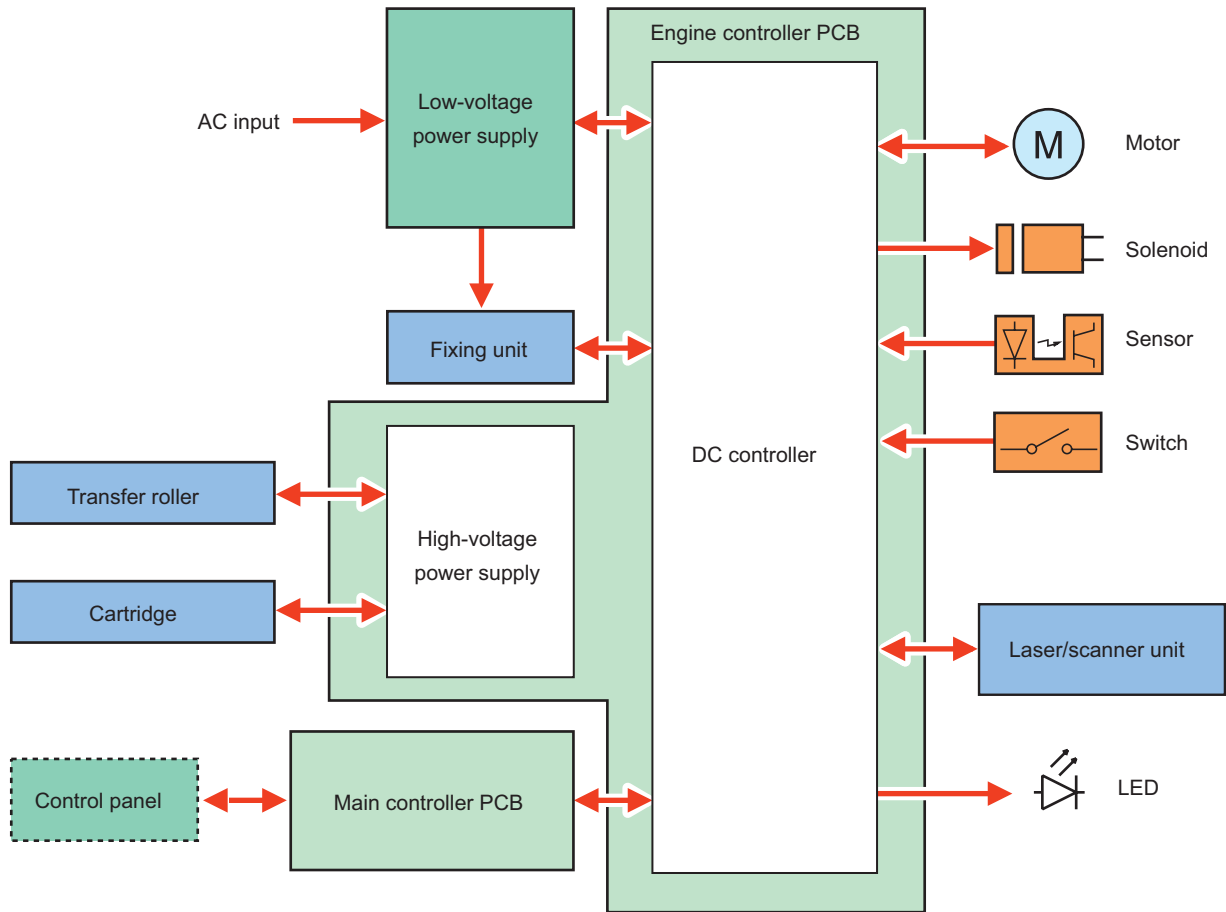 Engine controller PCB
Low-voltage
power supply
AC input
M
Motor
Solenoid
Fixing unit
Sensor
DC controller
Switch
Transfer roller
High-voltage
power supply
Cartridge
Laser/scanner unit
Control panel
Main controller PCB
LED